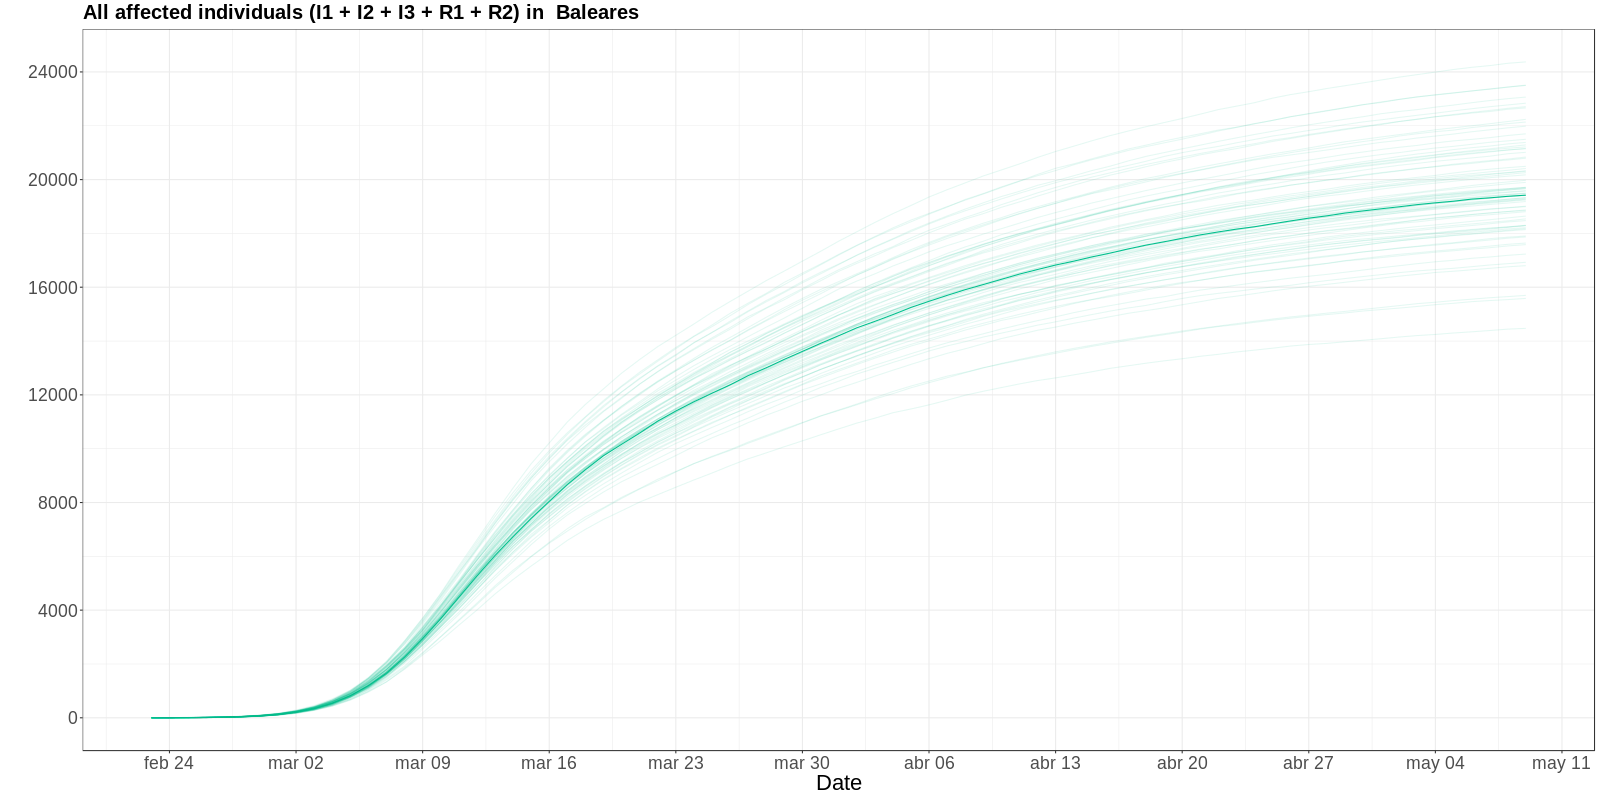 All affected individuals (I1 + I2 + I3 + R1 + R2) in  Baleares
24000
20000
16000
12000
8000
4000
0
feb 24 mar 02 mar 09 mar 16 mar 23 mar 30 abr 06 abr 13 abr 20 abr 27 may 04 may 11
Date